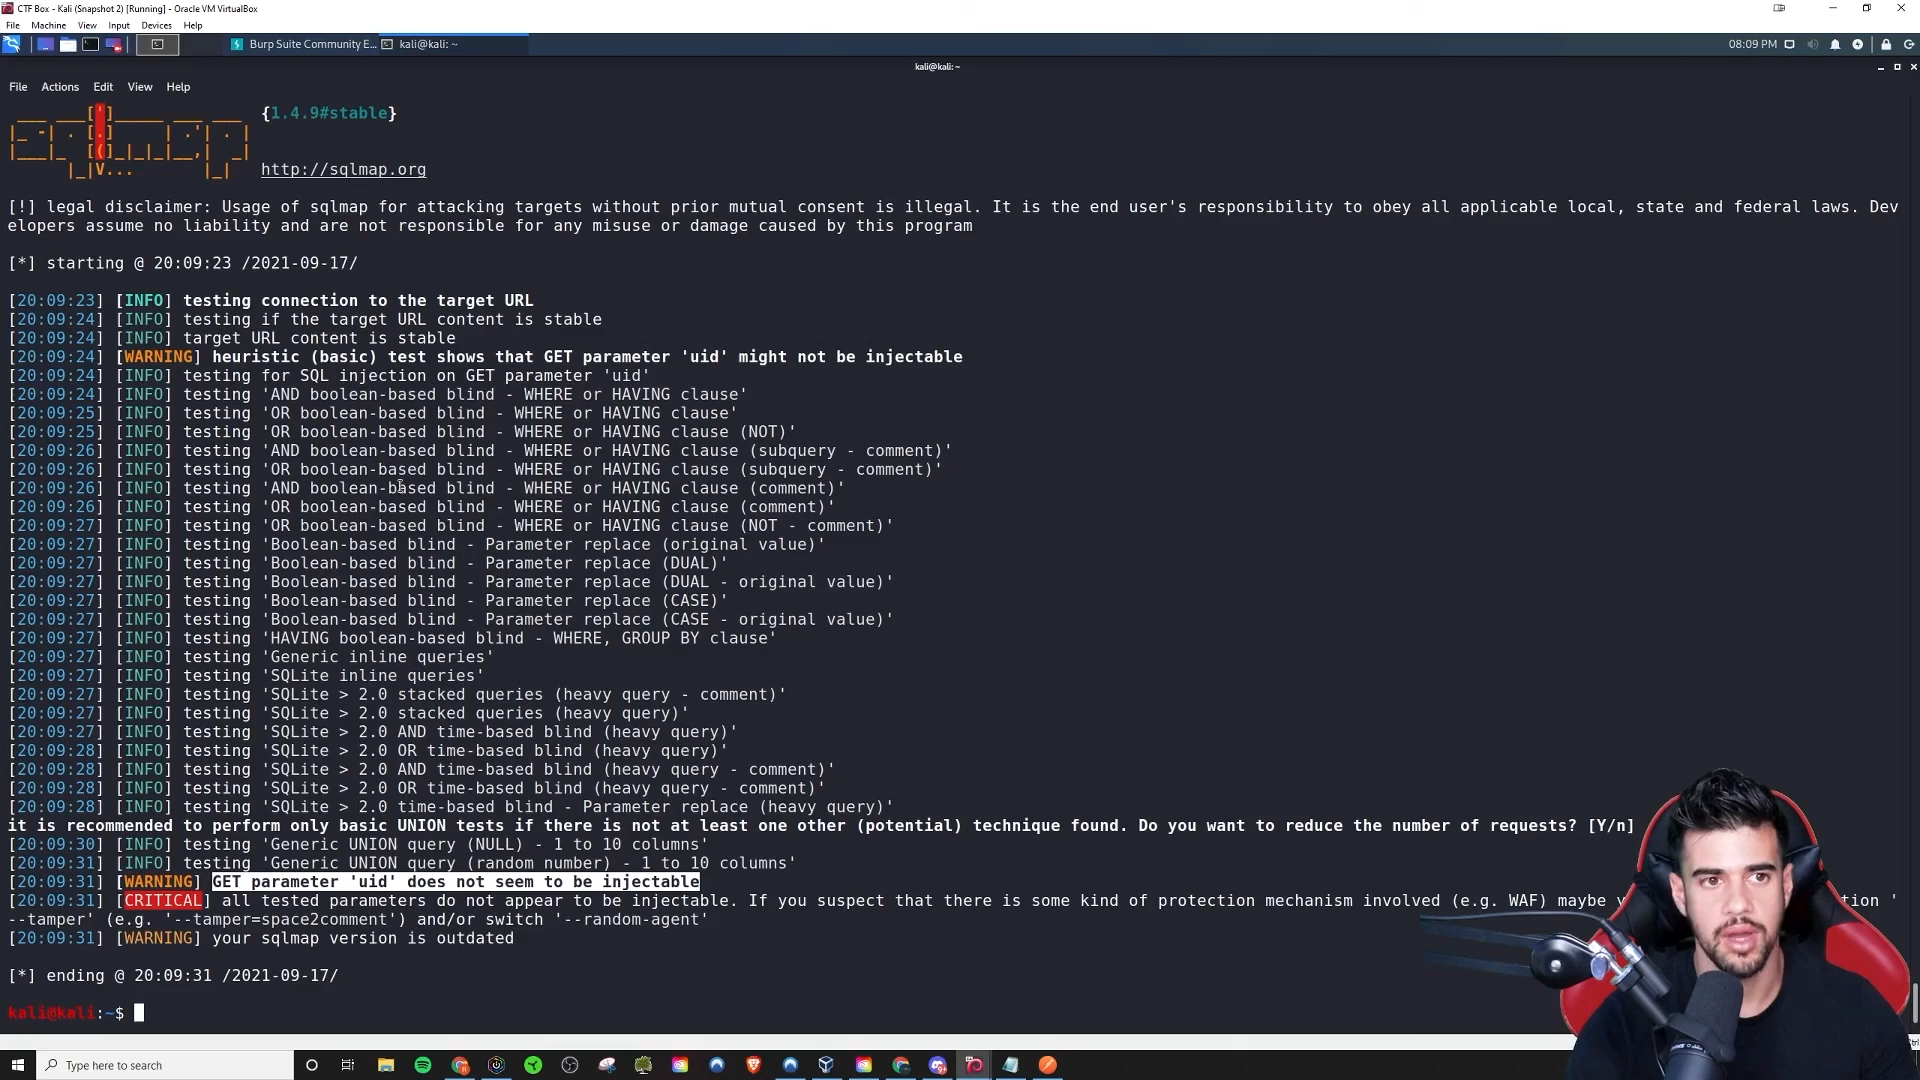 CTF Box - Kali (Snapshot 2) [Running] - Oracle VM VirtualBox
File Machine View Input Devices Help
Burp Suite Community E... kali@kali: ~ 08:09 PM
kali@kali: ~
File Actions Edit View Help
{1.4.9#stable}
http://sqlmap.org
[!] legal disclaimer: Usage of sqlmap for attacking targets without prior mutual consent is illegal. It is the end user's responsibility to obey all applicable local, state and federal laws. Dev
elopers assume no liability and are not responsible for any misuse or damage caused by this program
[*] starting @ 20:09:23 /2021-09-17/
[20:09:23] [INFO] testing connection to the target URL
[20:09:24] [INFO] testing if the target URL content is stable
[20:09:24] [INFO] target URL content is stable
[20:09:24] [WARNING] heuristic (basic) test shows that GET parameter 'uid' might not be injectable
[20:09:24] [INFO] testing for SQL injection on GET parameter 'uid'
[20:09:24] [INFO] testing 'AND boolean-based blind - WHERE or HAVING clause'
[20:09:25] [INFO] testing 'OR boolean-based blind - WHERE or HAVING clause'
[20:09:25] [INFO] testing 'OR boolean-based blind - WHERE or HAVING clause (NOT)'
[20:09:26] [INFO] testing 'AND boolean-based blind - WHERE or HAVING clause (subquery - comment)'
[20:09:26] [INFO] testing 'OR boolean-based blind - WHERE or HAVING clause (subquery - comment)'
[20:09:26] [INFO] testing 'AND boolean-based blind - WHERE or HAVING clause (comment)'
[20:09:26] [INFO] testing 'OR boolean-based blind - WHERE or HAVING clause (comment)'
[20:09:27] [INFO] testing 'OR boolean-based blind - WHERE or HAVING clause (NOT - comment)'
[20:09:27] [INFO] testing 'Boolean-based blind - Parameter replace (original value)'
[20:09:27] [INFO] testing 'Boolean-based blind - Parameter replace (DUAL)'
[20:09:27] [INFO] testing 'Boolean-based blind - Parameter replace (DUAL - original value)'
[20:09:27] [INFO] testing 'Boolean-based blind - Parameter replace (CASE)'
[20:09:27] [INFO] testing 'Boolean-based blind - Parameter replace (CASE - original value)'
[20:09:27] [INFO] testing 'HAVING boolean-based blind - WHERE, GROUP BY clause'
[20:09:27] [INFO] testing 'Generic inline queries'
[20:09:27] [INFO] testing 'SQLite inline queries'
[20:09:27] [INFO] testing 'SQLite > 2.0 stacked queries (heavy query - comment)'
[20:09:27] [INFO] testing 'SQLite > 2.0 stacked queries (heavy query)'
[20:09:27] [INFO] testing 'SQLite > 2.0 AND time-based blind (heavy query)'
[20:09:28] [INFO] testing 'SQLite > 2.0 OR time-based blind (heavy query)'
[20:09:28] [INFO] testing 'SQLite > 2.0 AND time-based blind (heavy query - comment)'
[20:09:28] [INFO] testing 'SQLite > 2.0 OR time-based blind (heavy query - comment)'
[20:09:28] [INFO] testing 'SQLite > 2.0 time-based blind - Parameter replace (heavy query)'
it is recommended to perform only basic UNION tests if there is not at least one other (potential) technique found. Do you want to reduce the number of requests? [Y/n]
[20:09:30] [INFO] testing 'Generic UNION query (NULL) - 1 to 10 columns'
[20:09:31] [INFO] testing 'Generic UNION query (random number) - 1 to 10 columns'
[20:09:31] [WARNING] GET parameter 'uid' does not seem to be injectable
[20:09:31] [CRITICAL] all tested parameters do not appear to be injectable. If you suspect that there is some kind of protection mechanism involved (e.g. WAF) maybe '
--tamper' (e.g. '--tamper=space2comment') and/or switch '--random-agent'
[20:09:31] [WARNING] your sqlmap version is outdated
[*] ending @ 20:09:31 /2021-09-17/
kali@kali:~$
Type here to search